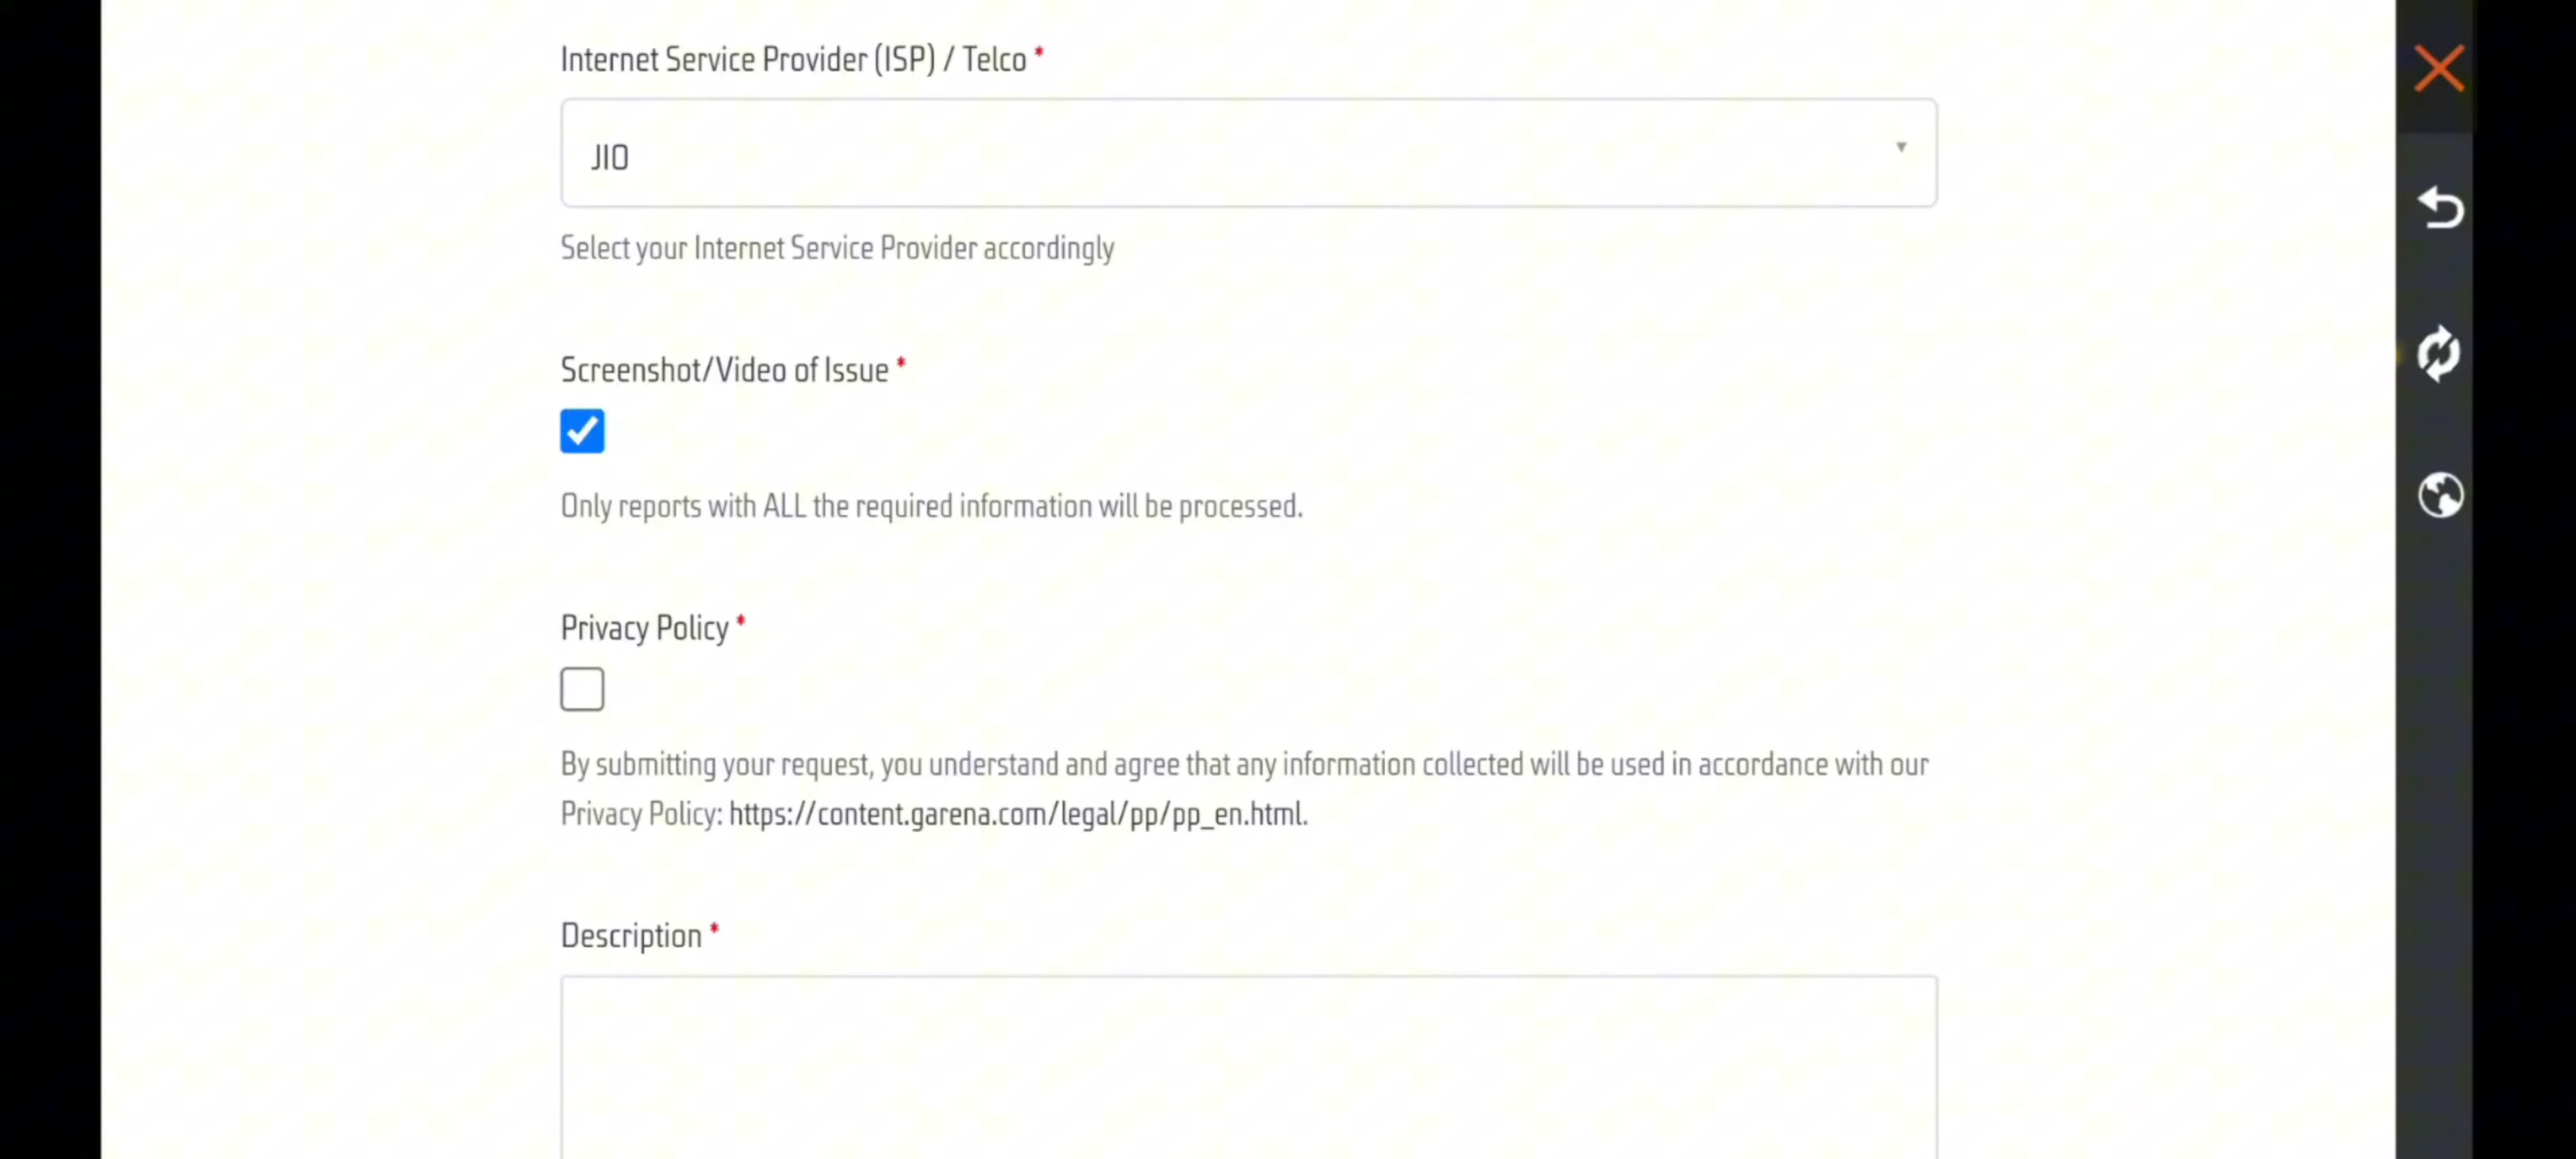 Internet Service Provider (ISP) / Telco *
JIO
Select your Internet Service Provider accordingly
Screenshot/Video of Issue *
Only reports with ALL the required information will be processed.
Privacy Policy *
By submitting your request, you understand and agree that any information collected will be used in accordance with our
Privacy Policy: https://content.garena.com/legal/pp/pp_en.html.
Description *